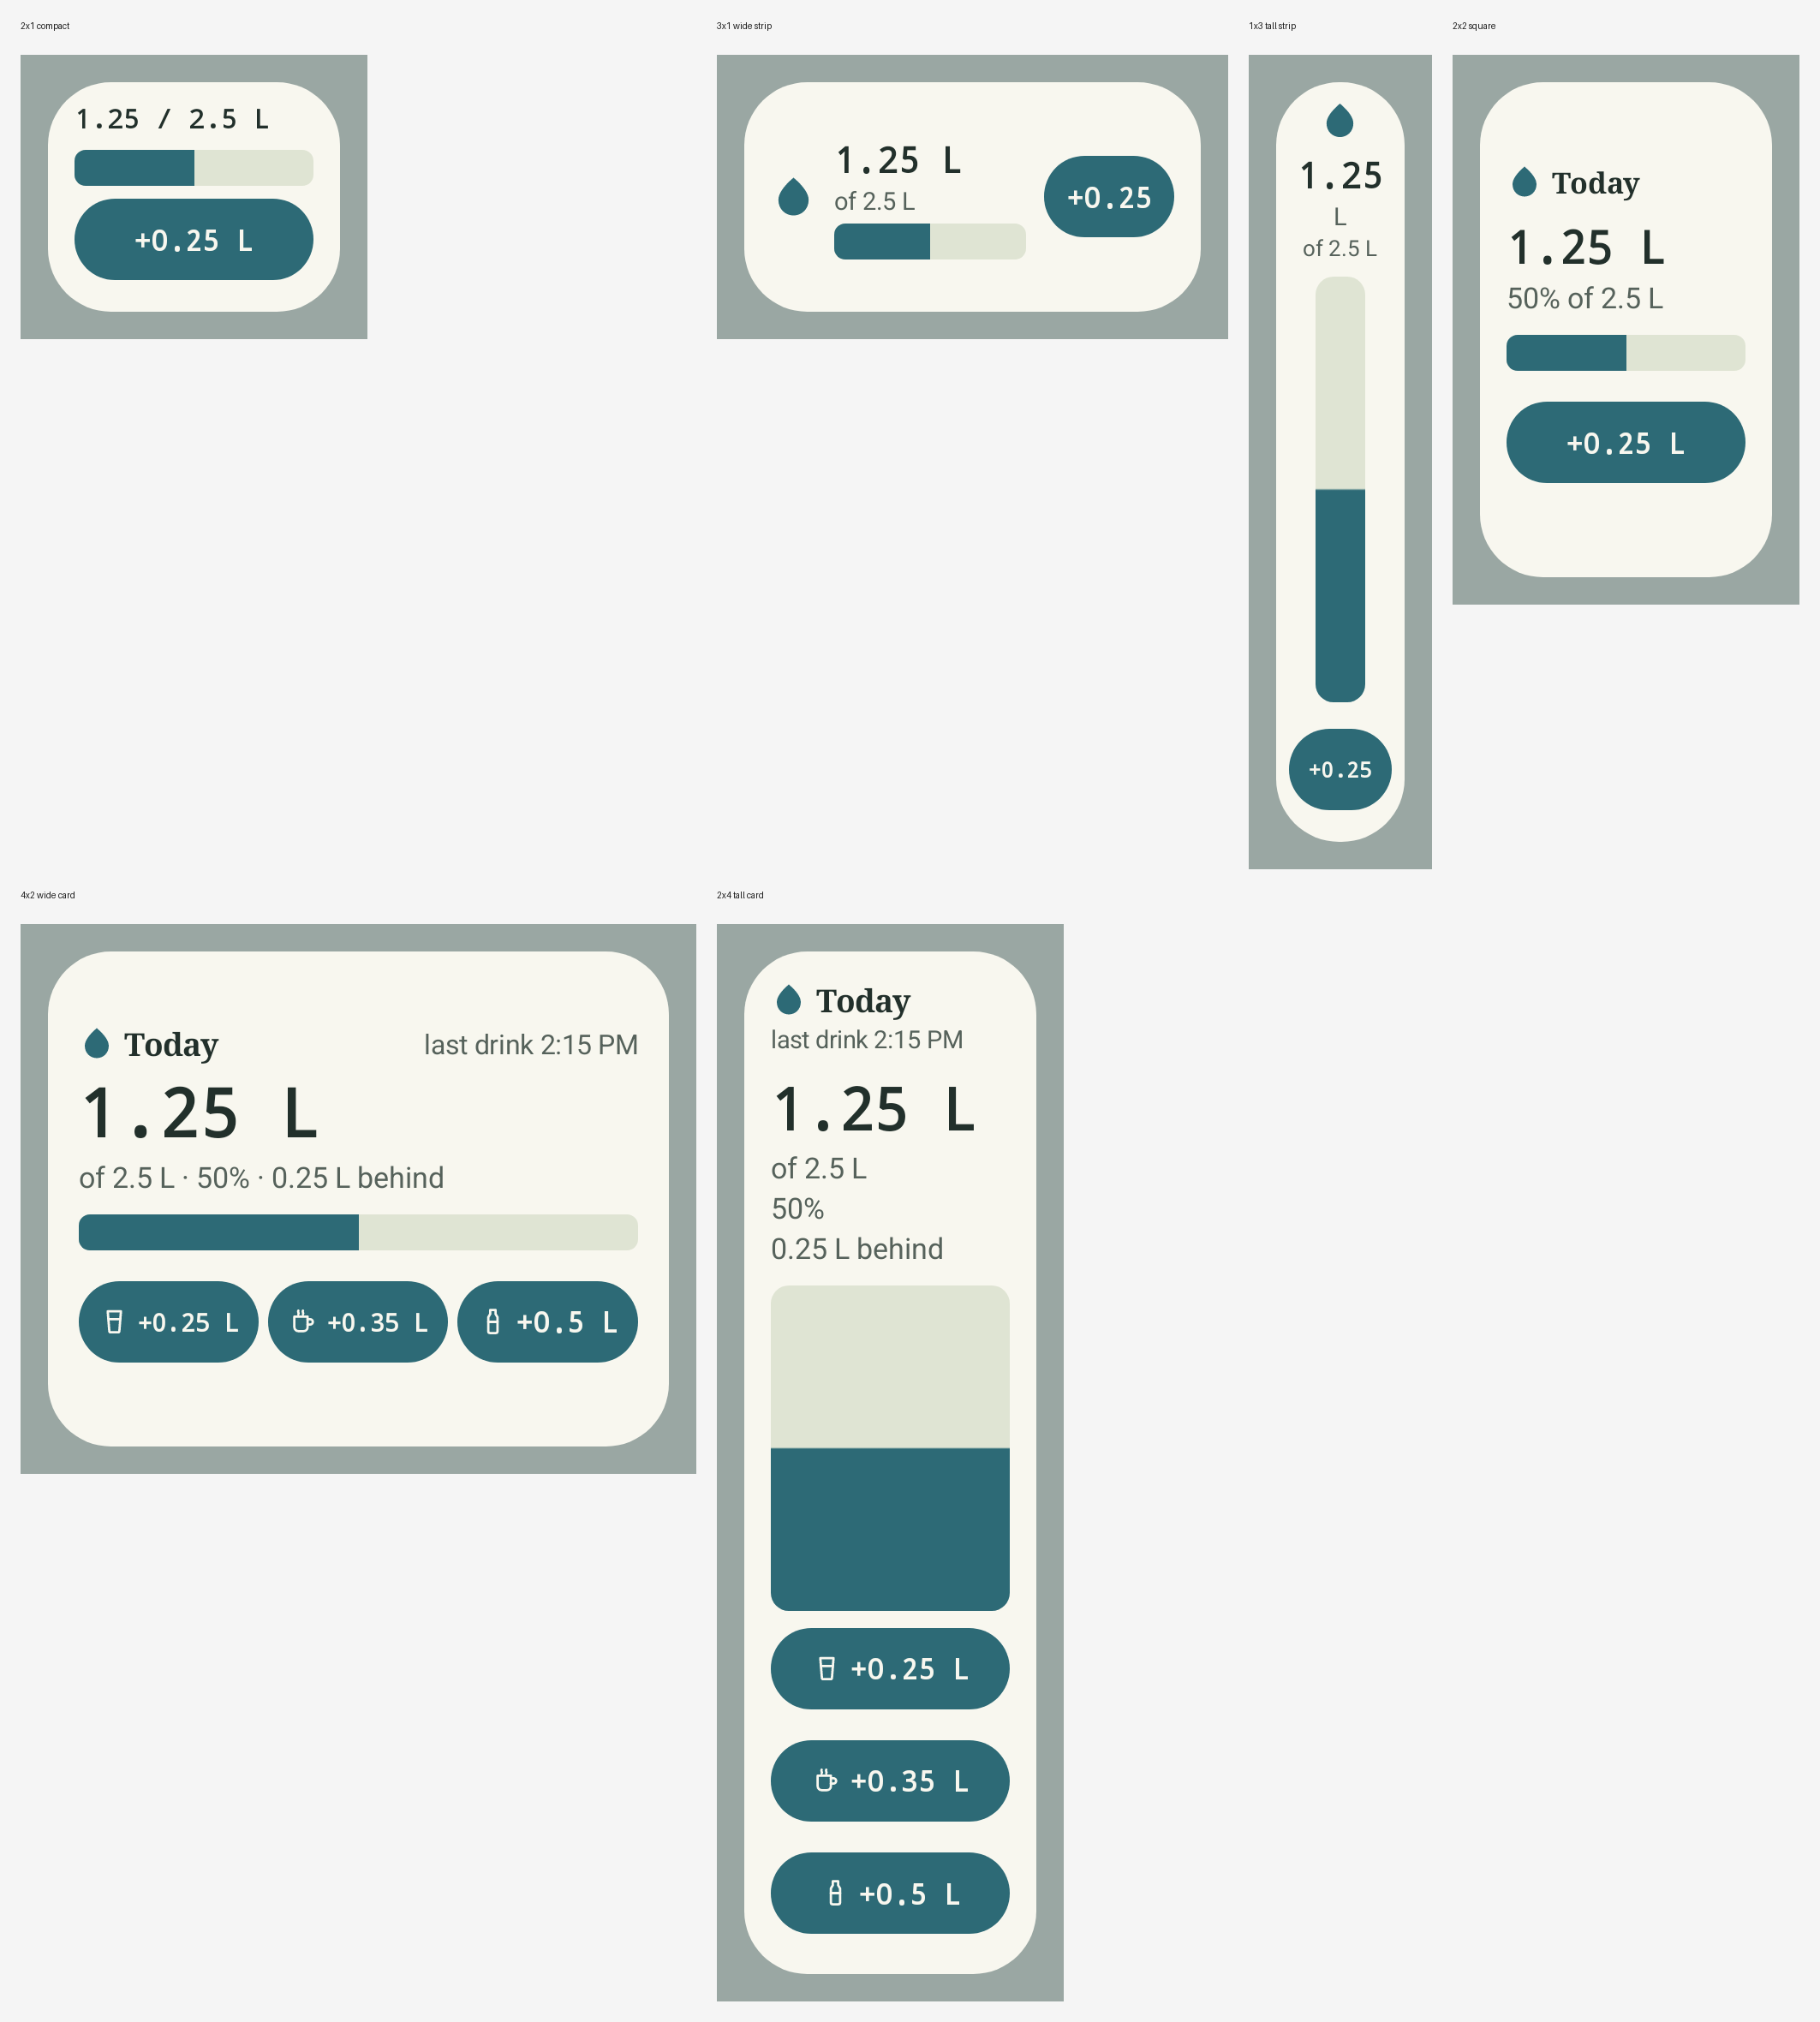 2x1 compact
1.25 / 2.5 L
+0.25 L
3x1 wide strip
1.25 L
of 2.5 L
+0.25
1x3 tall strip
1.25
L
of 2.5 L
+0.25
2x2 square
Today
1.25 L
50% of 2.5 L
+0.25 L
4x2 wide card
Today
last drink 2:15 PM
1.25 L
of 2.5 L · 50% · 0.25 L behind
+0.25 L
+0.35 L
+0.5 L
2x4 tall card
Today
last drink 2:15 PM
1.25 L
of 2.5 L
50%
0.25 L behind
+0.25 L
+0.35 L
+0.5 L